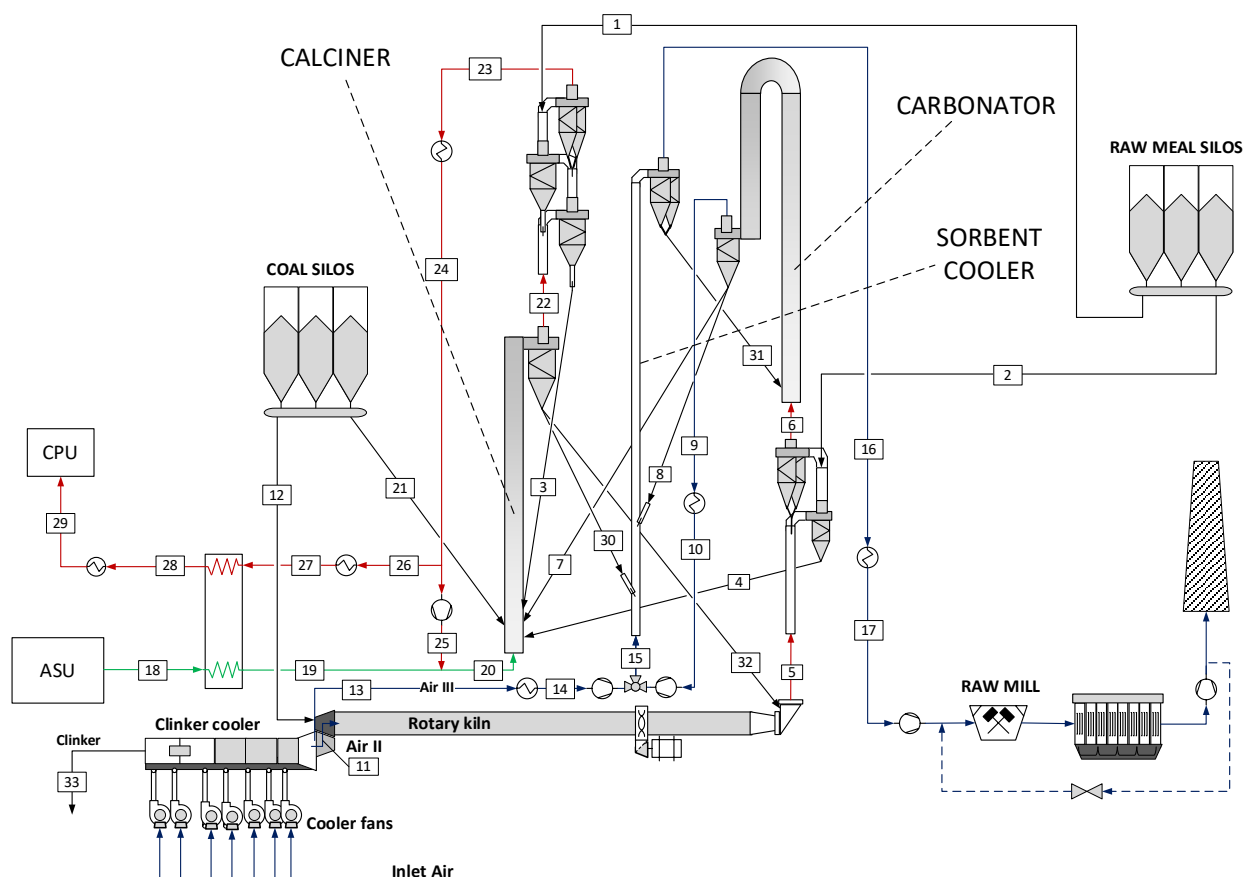 1
23
CALCINER
CARBONATOR
RAW MEAL SILOS
SORBENT
COOLER
COAL SILOS
24
22
31
2
6
CPU
12
21
3
9
8
16
29
30
7
10
4
28
27
26
17
ASU
18
19
25
20
15
32
5
13
Air III
14
RAW MILL
Clinker cooler
Rotary kiln
Clinker
Air II
11
33
Cooler fans
Inlet Air